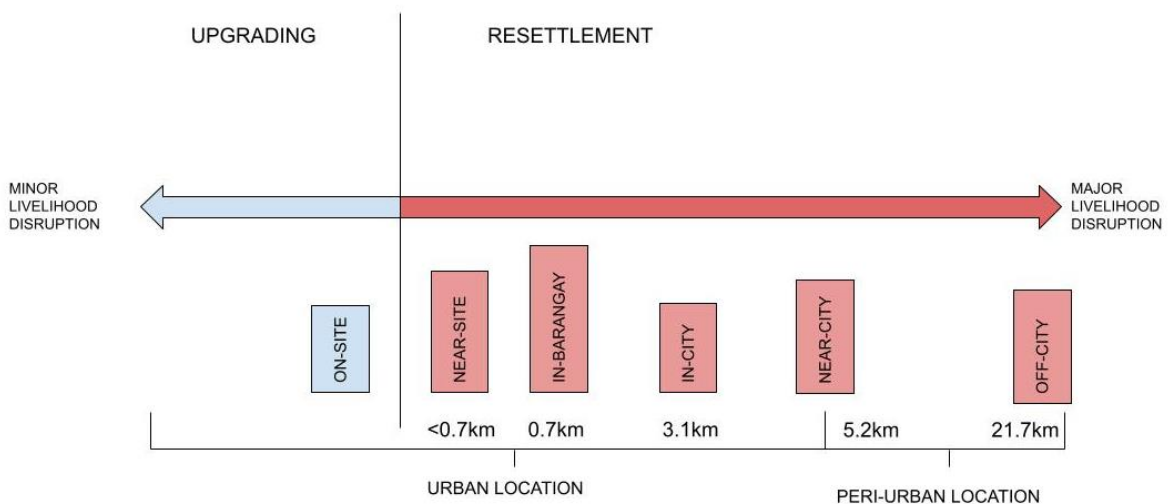 UPGRADING
RESETTLEMENT
MINOR
LIVELIHOOD
DISRUPTION
MAJOR
LIVELIHOOD
DISRUPTION
ON-SITE
NEAR-SITE
IN-BARANGAY
IN-CITY
NEAR-CITY
OFF-CITY
<0.7km
0.7km
3.1km
5.2km
21.7km
URBAN LOCATION
PERI-URBAN LOCATION